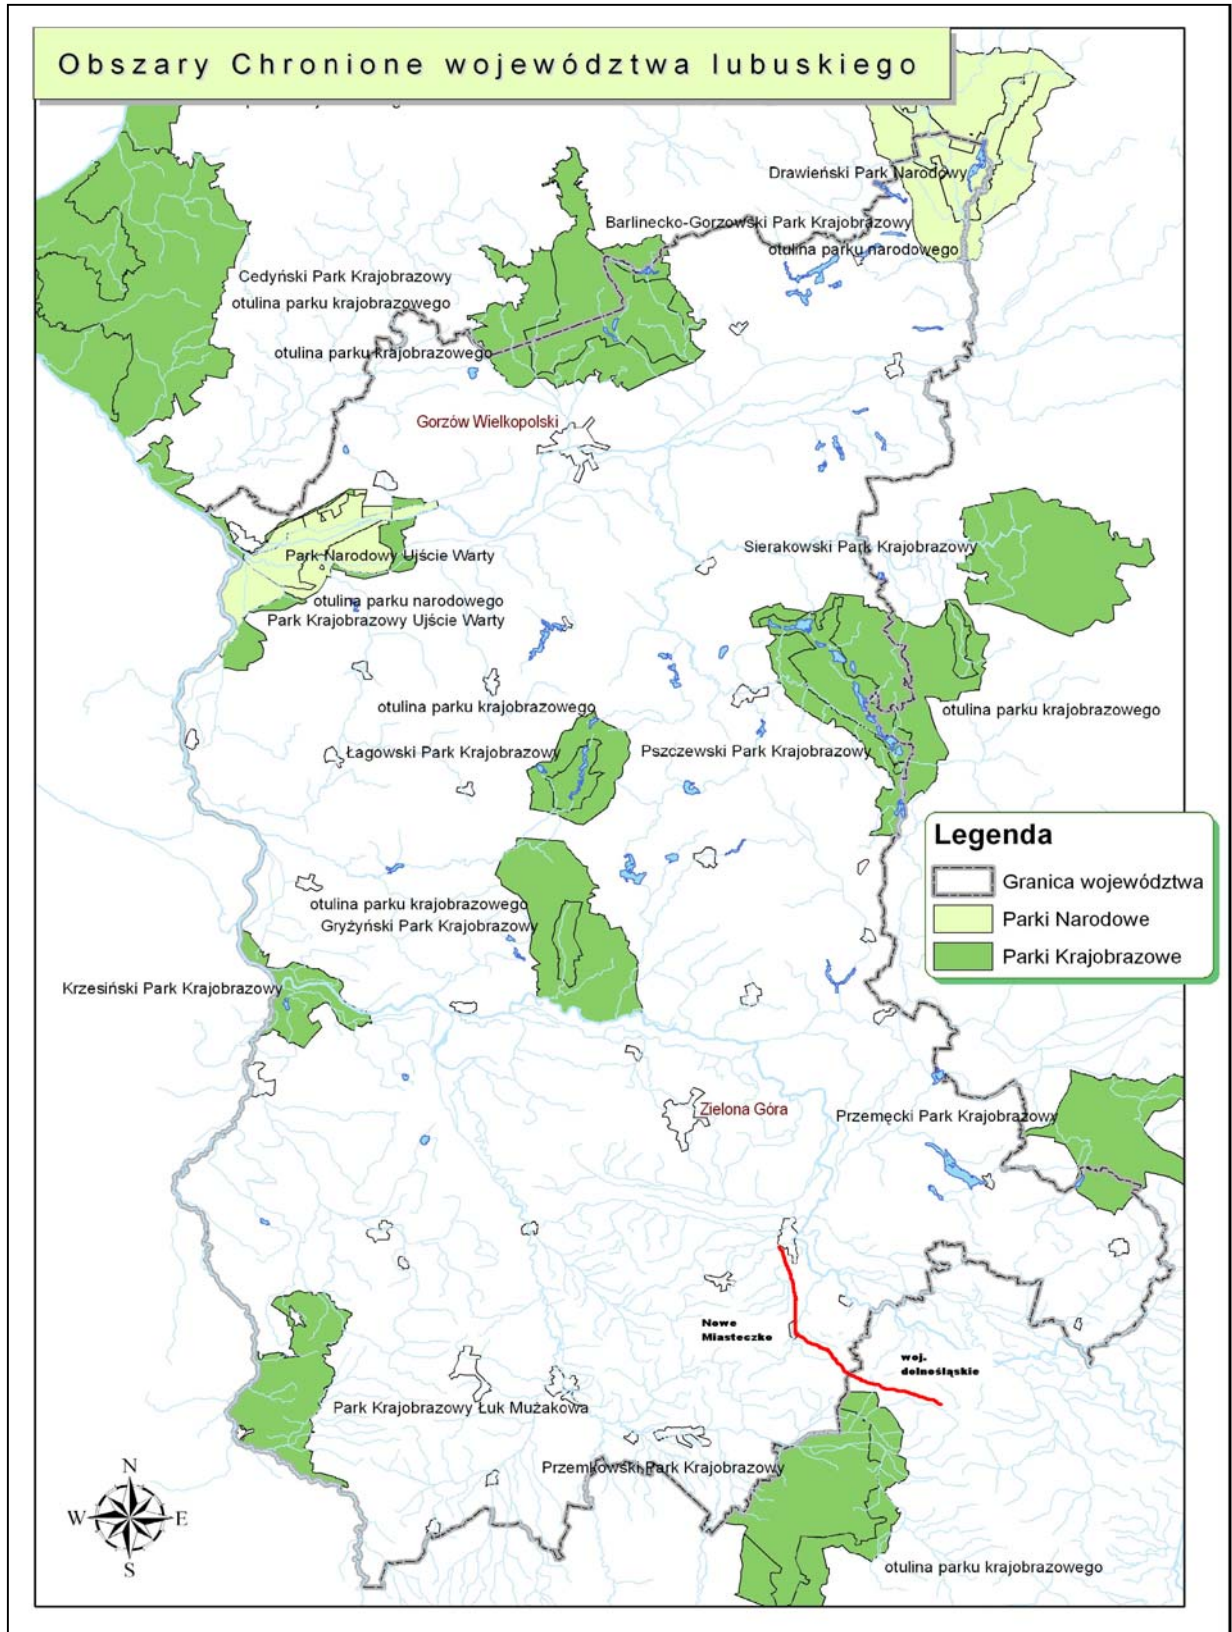 Obszary Chronione województwa lubuskiego
Drawieński Park Narodowy
Barlinecko-Gorzowski Park Krajobrazowy
otulina parku narodowego
Cedyński Park Krajobrazowy
otulina parku krajobrazowego
otulina parku krajobrazowego
Gorzów Wielkopolski
Sierakowski Park Krajobrazowy
Park Narodowy Ujście Warty
otulina parku narodowego
Park Krajobrazowy Ujście Warty
otulina parku krajobrazowego
otulina parku krajobrazowego
Łagowski Park Krajobrazowy
Pszczewski Park Krajobrazowy
Legenda
Granica województwa
Parki Narodowe
Parki Krajobrazowe
otulina parku krajobrazowego
Gryżyński Park Krajobrazowy
Krzesiński Park Krajobrazowy
Zielona Góra
Przemęcki Park Krajobrazowy
Nowe
Miasteczko
woj.
dolnośląskie
Park Krajobrazowy Łuk Mużakowa
Przemkowski Park Krajobrazowy
N
W
E
S
otulina parku krajobrazowego